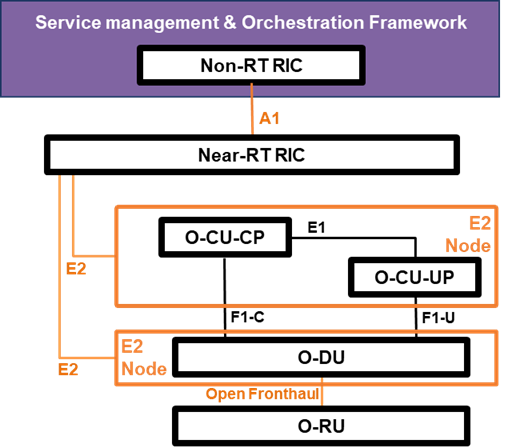 Service management & Orchestration Framework
Non-RT RIC
A1
Near-RT RIC
E2
Node
O-CU-CP
E1
E2
O-CU-UP
F1-C
F1-U
E2
Node
O-DU
E2
Open Fronthaul
O-RU